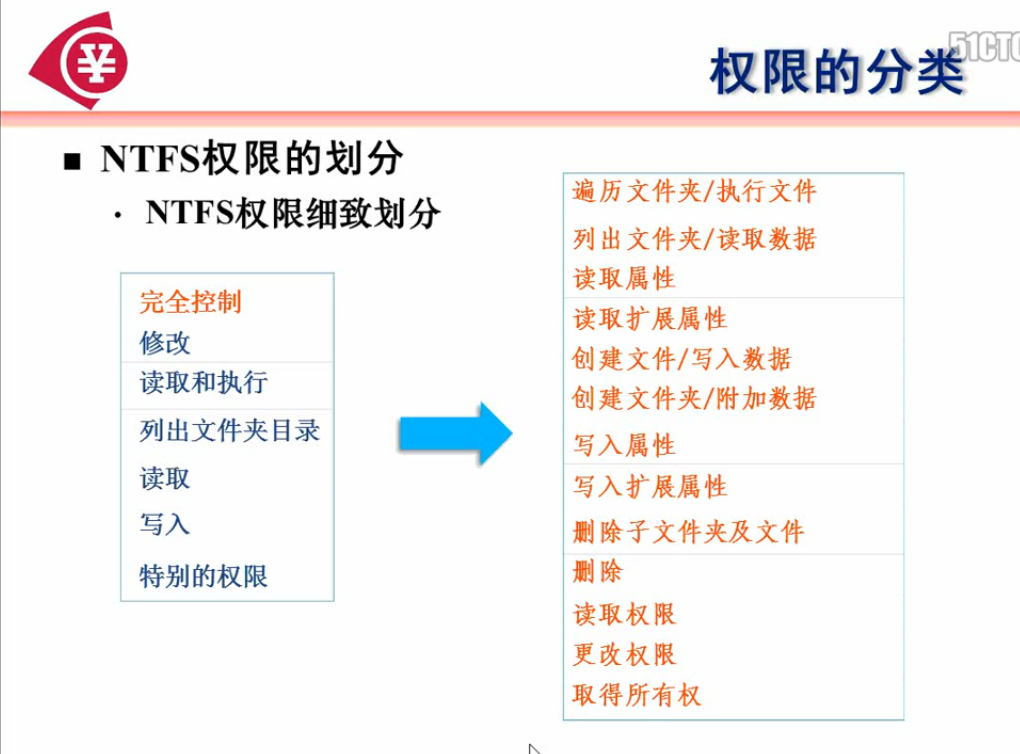 51CTO
权限的分类
NTFS权限的划分
NTFS权限细致划分
完全控制
修改
读取和执行
列出文件夹目录
读取
写入
特别的权限
遍历文件夹/执行文件
列出文件夹/读取数据
读取属性
读取扩展属性
创建文件/写入数据
创建文件夹/附加数据
写入属性
写入扩展属性
删除子文件夹及文件
删除
读取权限
更改权限
取得所有权